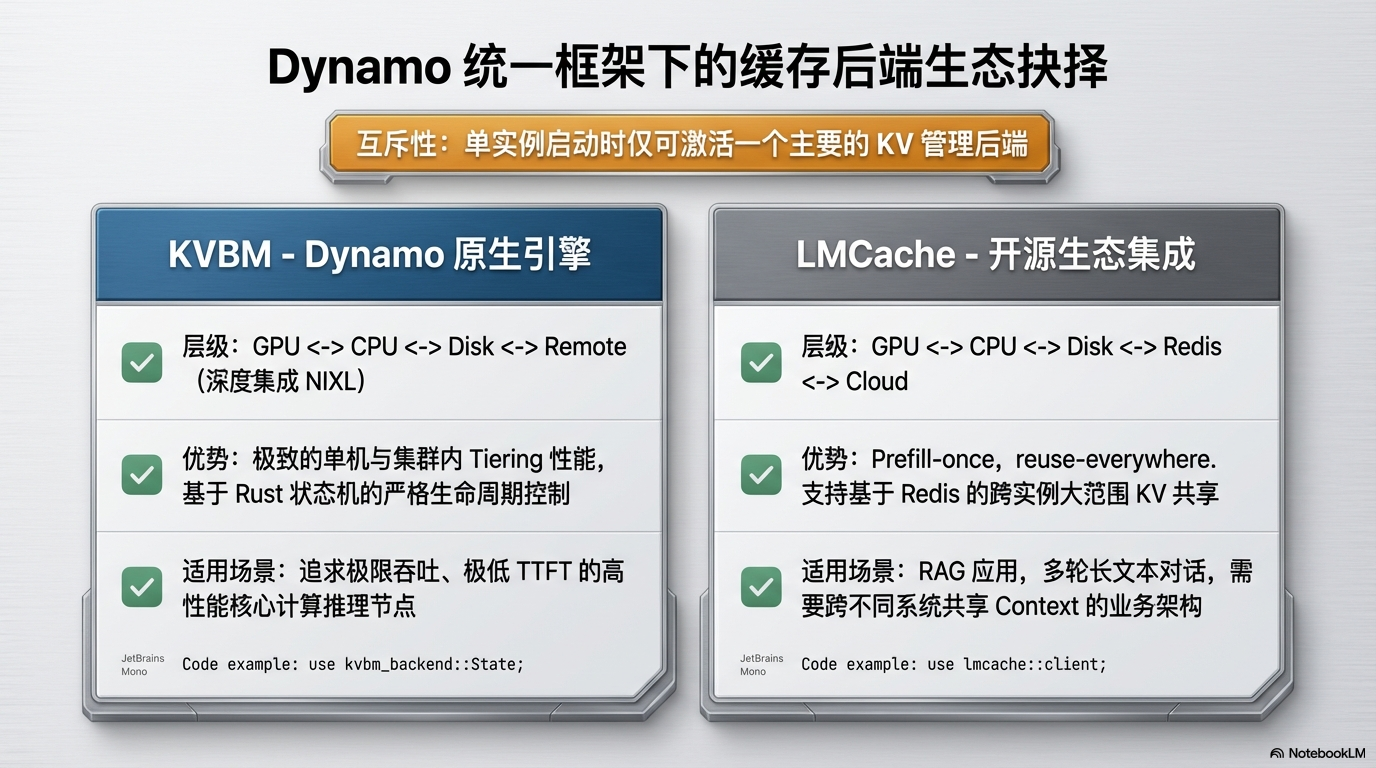 Dynamo 统一框架下的缓存后端生态抉择
互斥性：单实例启动时仅可激活一个主要的 KV 管理后端
KVBM - Dynamo 原生引擎
层级：GPU <-> CPU <-> Disk <-> Remote
（深度集成 NIXL）
优势：极致的单机与集群内 Tiering 性能，
基于 Rust 状态机的严格生命周期控制
适用场景：追求极限吞吐、极低 TTFT 的高
性能核心计算推理节点
JetBrains
Mono
Code example: use kvbm_backend::State;
LMCache - 开源生态集成
层级：GPU <-> CPU <-> Disk <-> Redis
<-> Cloud
优势：Prefill-once，reuse-everywhere.
支持基于 Redis 的跨实例大范围 KV 共享
适用场景：RAG 应用，多轮长文本对话，需
要跨不同系统共享 Context 的业务架构
JetBrains
Mono
Code example: use lmcache::client;
NotebookLM